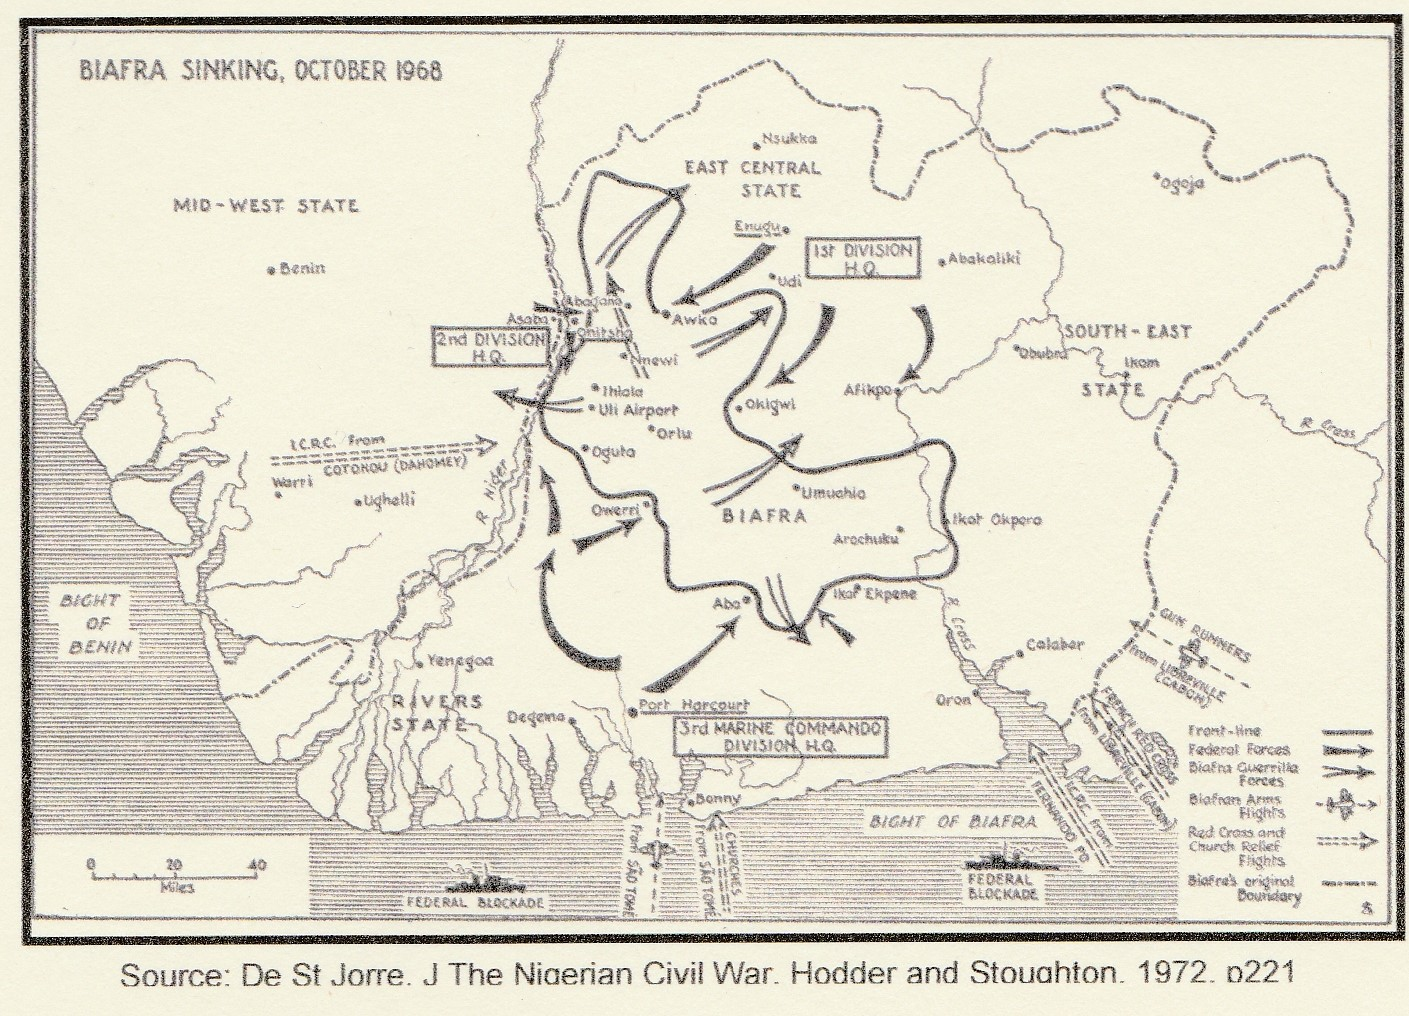 BIAFRA SINKING, OCTOBER 1968
Nsukka
EAST CENTRAL
STATE
Ogoja
MID-WEST STATE
Enugu
1st DIVISION
H.Q.
Abakaliki
Benin
Udi
Abagana
Asaba
Awka
Onitsha
2nd DIVISION
H.Q.
Nnewi
SOUTH-EAST
STATE
Obubra
Ikom
Ihiala
Uli Airport
Afikpo
Okigwi
Orlu
R Cross
I.C.R.C. from
COTONOU (DAHOMEY)
Oguta
R Niger
Warri
Ughelli
Umuahia
Owerri
BIAFRA
Ikot Okpora
Arochuku
BIGHT
OF
BENIN
Aba
Ikot Ekpene
Cross
GUN RUNNERS
from LIBREVILLE
(GABON)
Calabar
Yenegoa
Oron
RIVERS
STATE
Degema
Port Harcourt
3rd MARINE COMMANDO
DIVISION H.Q.
FRENCH RED CROSS
from LIBREVILLE (GABON)
Bonny
BIGHT OF BIAFRA
I.C.R.C. from
FERNANDO PO
from SÃO TOMÉ
from SÃO TOMÉ
CHURCHES
FEDERAL BLOCKADE
FEDERAL
BLOCKADE
0 20 40
Miles
Front-line
Federal Forces
Biafra Guerrilla
Forces
Biafran Arms
Flights
Red Cross and
Church Relief
Flights
Biafra's original
Boundary
Source: De St Jorre. J The Nigerian Civil War. Hodder and Stoughton. 1972. p221